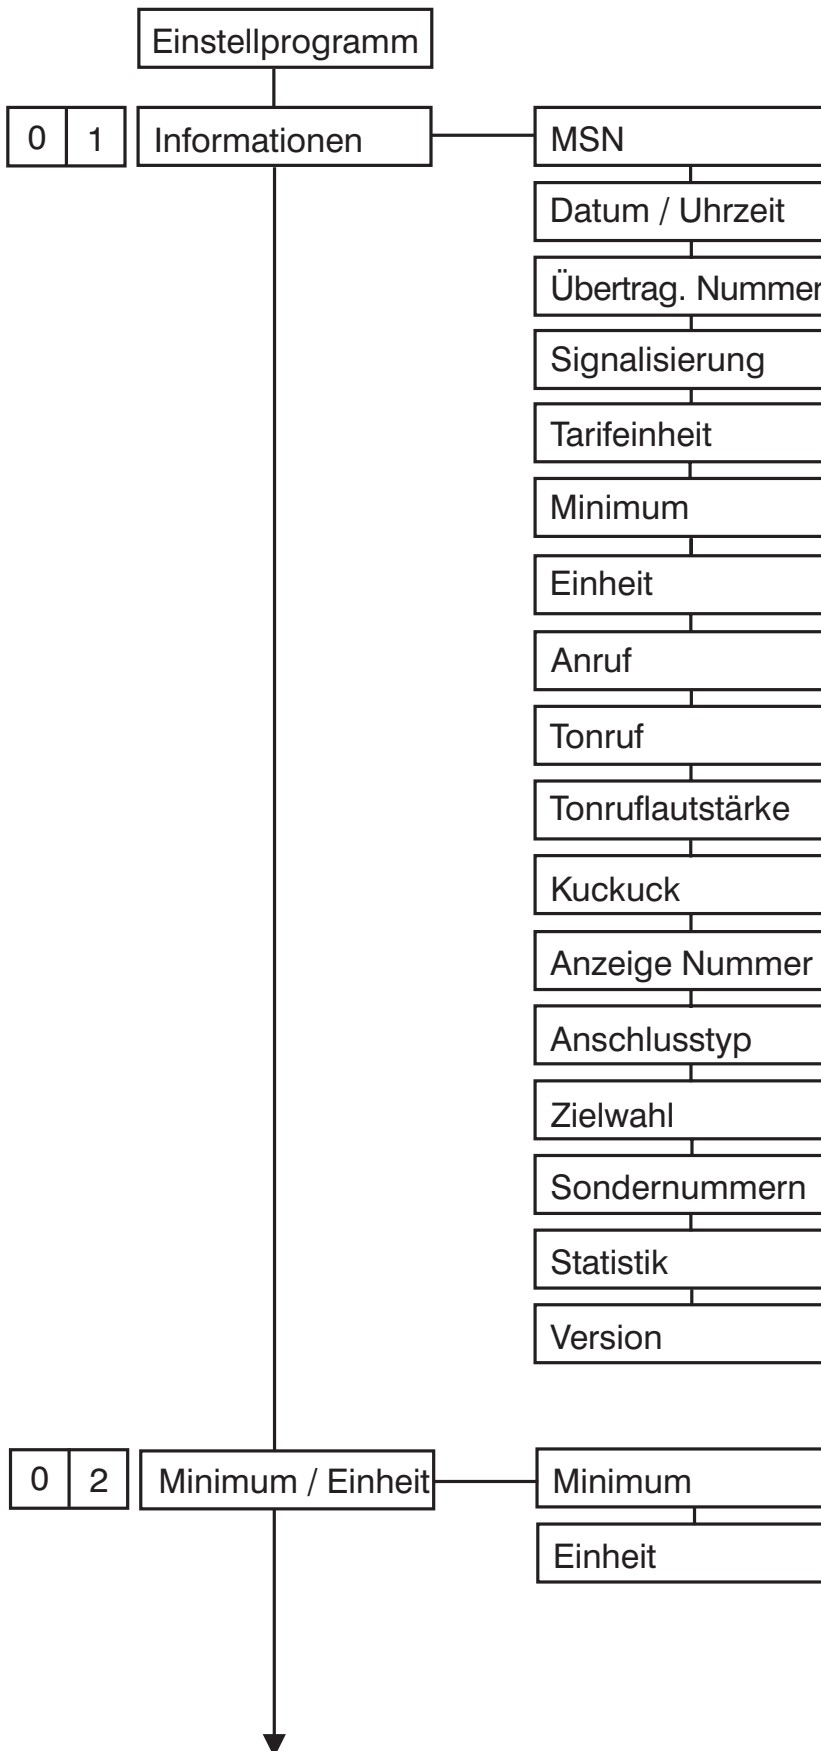 Einstellprogramm
0 1 Informationen MSN
Datum / Uhrzeit
Übertrag. Nummer
Signalisierung
Tarifeinheit
Minimum
Einheit
Anruf
Tonruf
Tonruflautstärke
Kuckuck
Anzeige Nummer
Anschlusstyp
Zielwahl
Sondernummern
Statistik
Version
0 2 Minimum / Einheit Minimum
Einheit